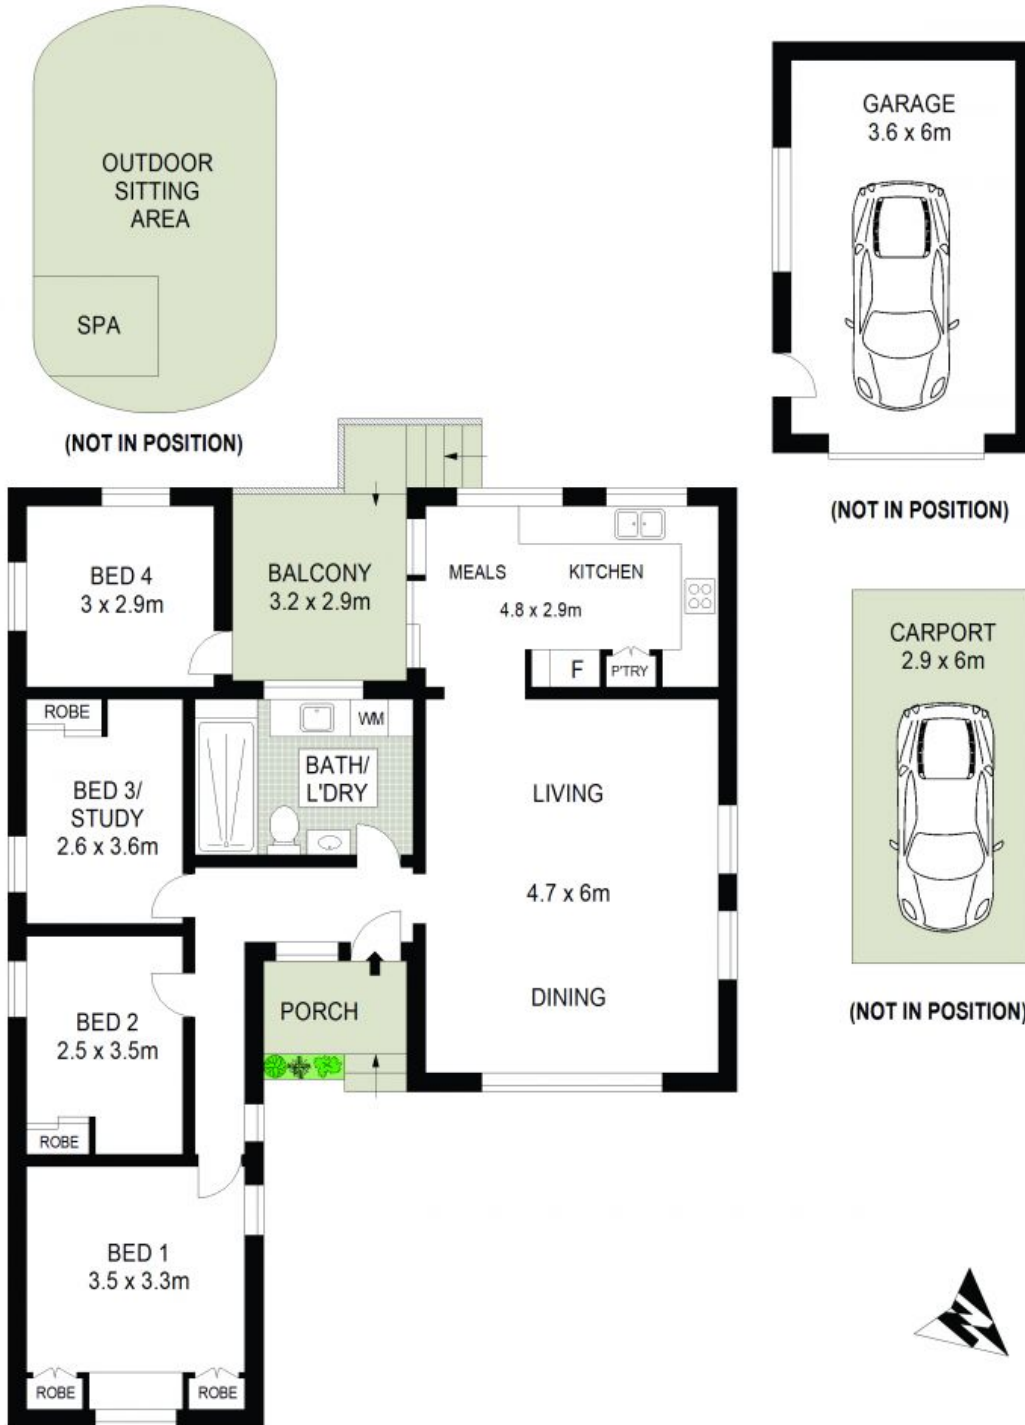 OUTDOOR
SITTING
AREA
SPA
(NOT IN POSITION)
GARAGE
3.6 x 6m
(NOT IN POSITION)
BED 4
3 x 2.9m
BALCONY
3.2 x 2.9m
MEALS
KITCHEN
4.8 x 2.9m
F
P'TRY
CARPORT
2.9 x 6m
(NOT IN POSITION)
ROBE
BED 3/
STUDY
2.6 x 3.6m
WM
BATH/
L'DRY
LIVING
4.7 x 6m
DINING
PORCH
BED 2
2.5 x 3.5m
ROBE
BED 1
3.5 x 3.3m
ROBE
ROBE
N